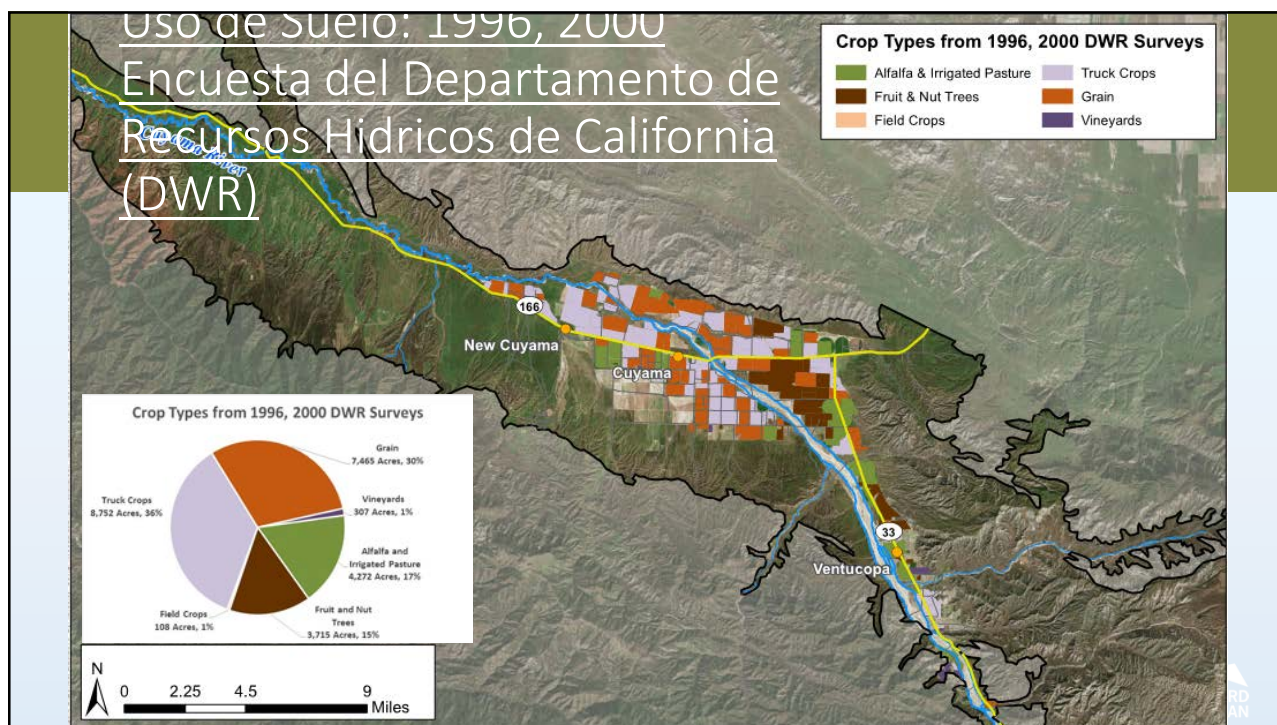 Uso de Suelo: 1996, 2000
Encuesta del Departamento de
Recursos Hídricos de California
(DWR)
Cuyama River
Crop Types from 1996, 2000 DWR Surveys
Alfalfa & Irrigated Pasture
Fruit & Nut Trees
Field Crops
Truck Crops
Grain
Vineyards
166
New Cuyama
Cuyama
33
Ventucopa
Crop Types from 1996, 2000 DWR Surveys
Grain
7,465 Acres, 30%
Vineyards
307 Acres, 1%
Alfalfa and
Irrigated Pasture
4,272 Acres, 17%
Fruit and Nut
Trees
3,715 Acres, 15%
Field Crops
108 Acres, 1%
Truck Crops
8,752 Acres, 36%
N
0 2.25 4.5 9
Miles
RD
AN